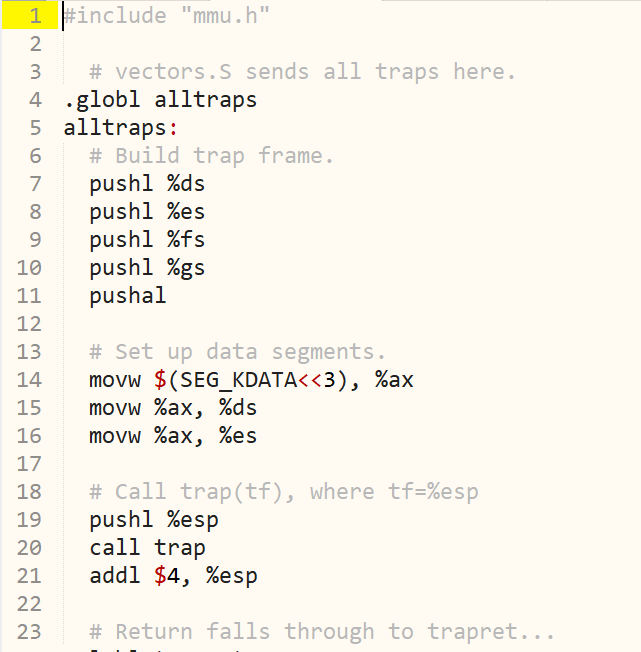 1 #include "mmu.h"
2
3 # vectors.S sends all traps here.
4 .globl alltraps
5 alltraps:
6 # Build trap frame.
7 pushl %ds
8 pushl %es
9 pushl %fs
10 pushl %gs
11 pushal
12
13 # Set up data segments.
14 movw $(SEG_KDATA<<3), %ax
15 movw %ax, %ds
16 movw %ax, %es
17
18 # Call trap(tf), where tf=%esp
19 pushl %esp
20 call trap
21 addl $4, %esp
22
23 # Return falls through to trapret...